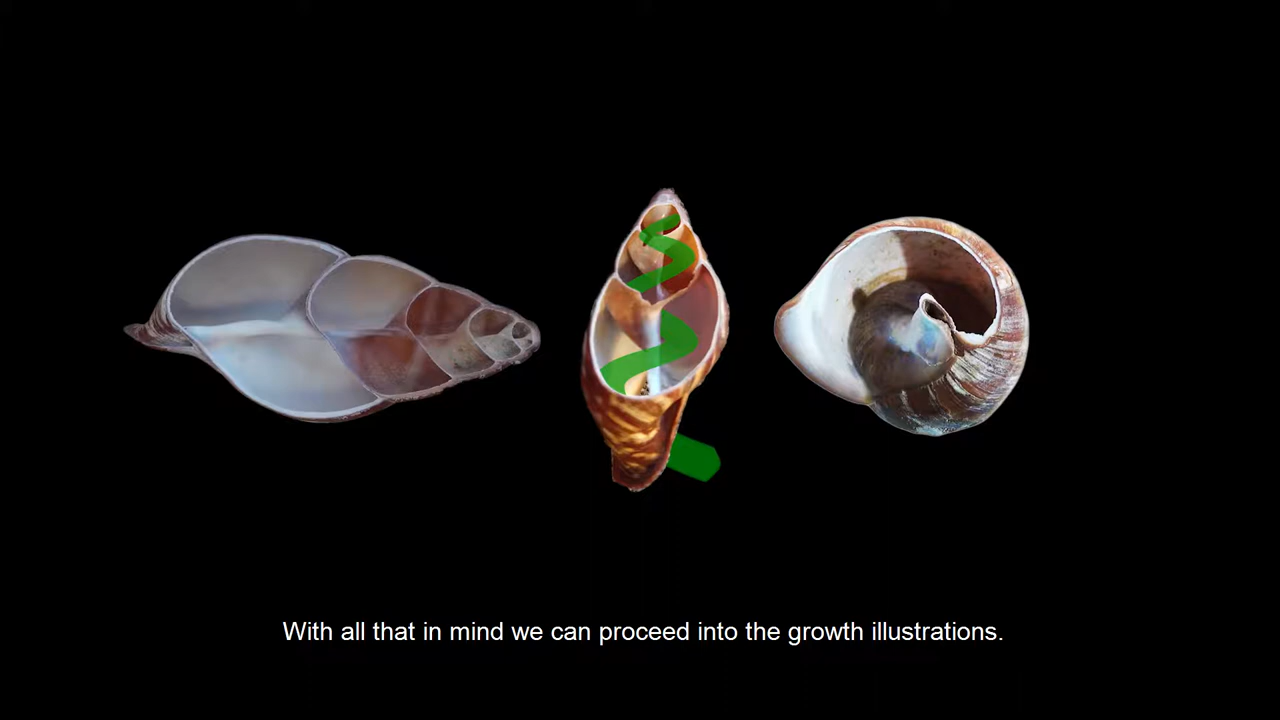 With all that in mind we can proceed into the growth illustrations.